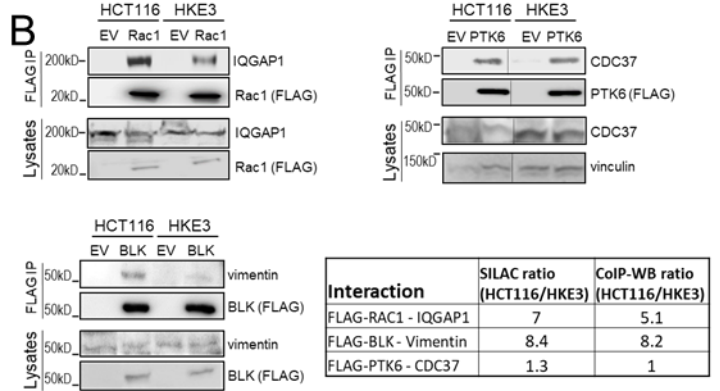 B
HCT116 HKE3
EV Rac1 EV Rac1
FLAG IP
200kD IQGAP1
20kD Rac1 (FLAG)
Lysates
200kD IQGAP1
20kD Rac1 (FLAG)
HCT116 HKE3
EV PTK6 EV PTK6
FLAG IP
50kD CDC37
50kD PTK6 (FLAG)
Lysates
50kD CDC37
150kD vinculin
HCT116 HKE3
EV BLK EV BLK
FLAG IP
50kD vimentin
50kD BLK (FLAG)
Lysates
50kD vimentin
50kD BLK (FLAG)
Interaction SILAC ratio (HCT116/HKE3) CoIP-WB ratio (HCT116/HKE3)
FLAG-RAC1 - IQGAP1 7 5.1
FLAG-BLK - Vimentin 8.4 8.2
FLAG-PTK6 - CDC37 1.3 1